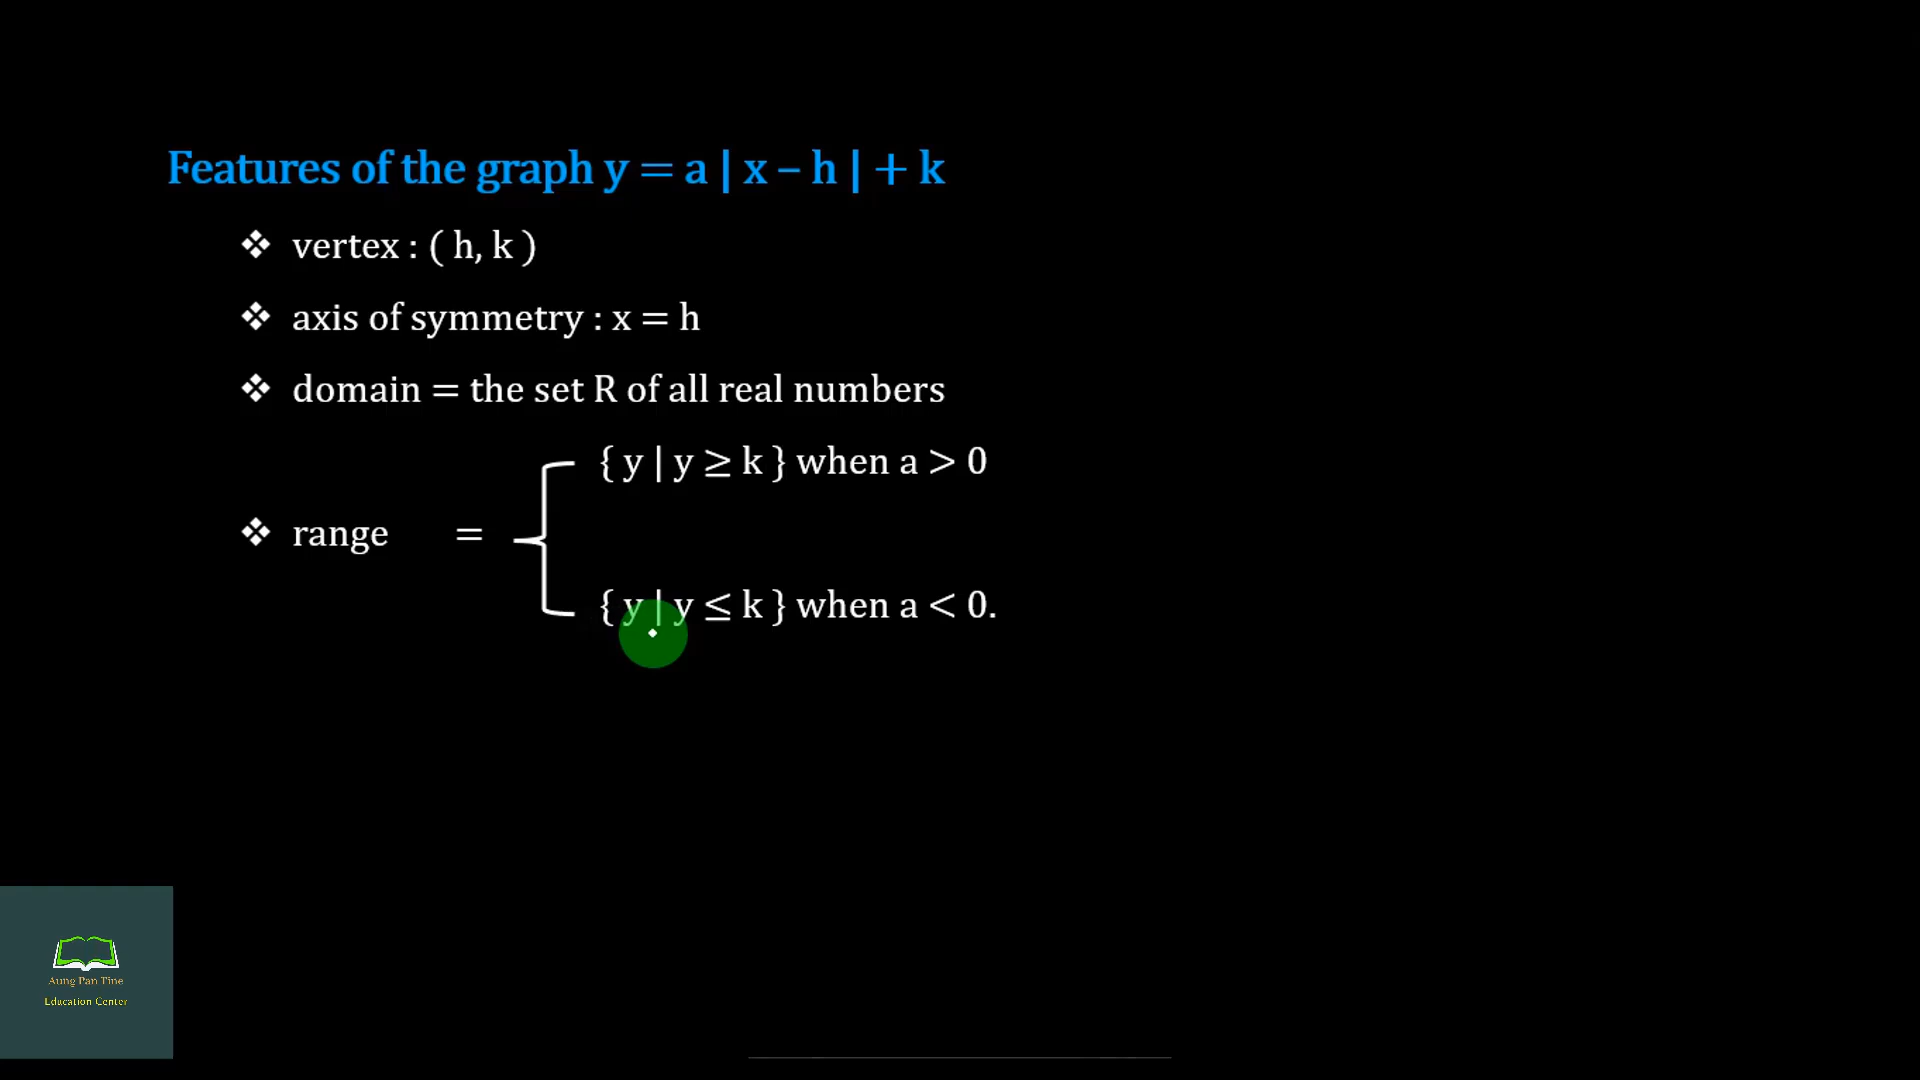 Features of the graph y = a | x – h | + k
❖ vertex : ( h, k )
❖ axis of symmetry : x = h
❖ domain = the set R of all real numbers
{ y | y ≥ k } when a > 0
❖ range =
{ y | y ≤ k } when a < 0.
Aung Pan Tine
Education Center